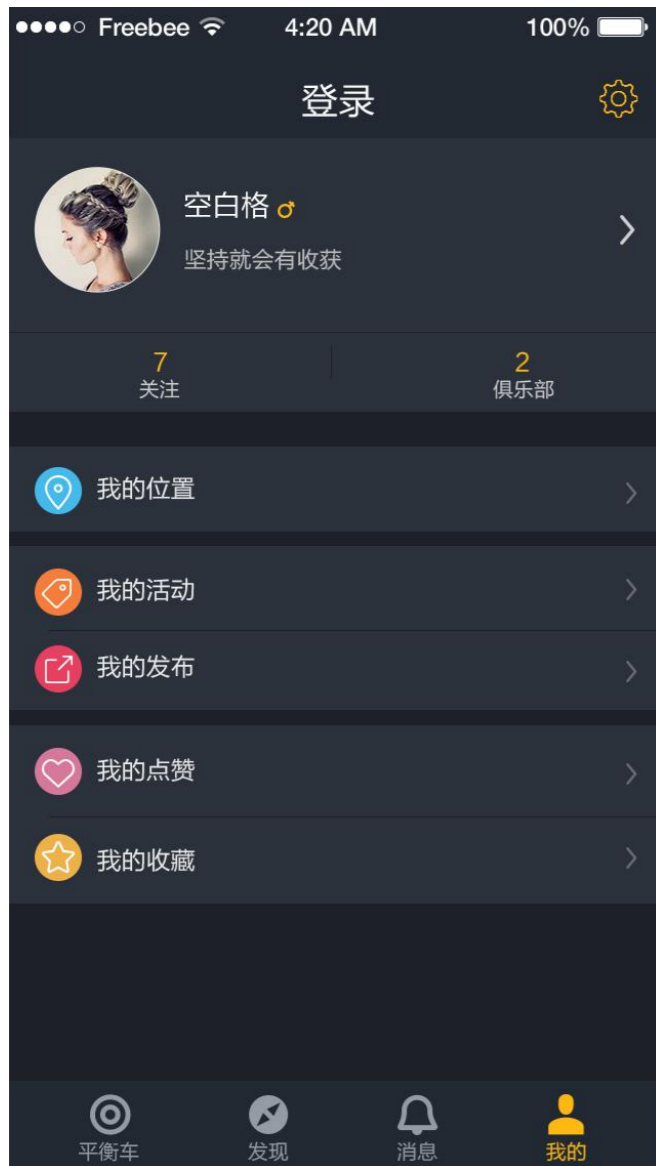 Freebee 4:20 AM 100%
登录
空白格
坚持就会有收获
7 2
关注 俱乐部
我的位置
我的活动
我的发布
我的点赞
我的收藏
平衡车 发现 消息 我的